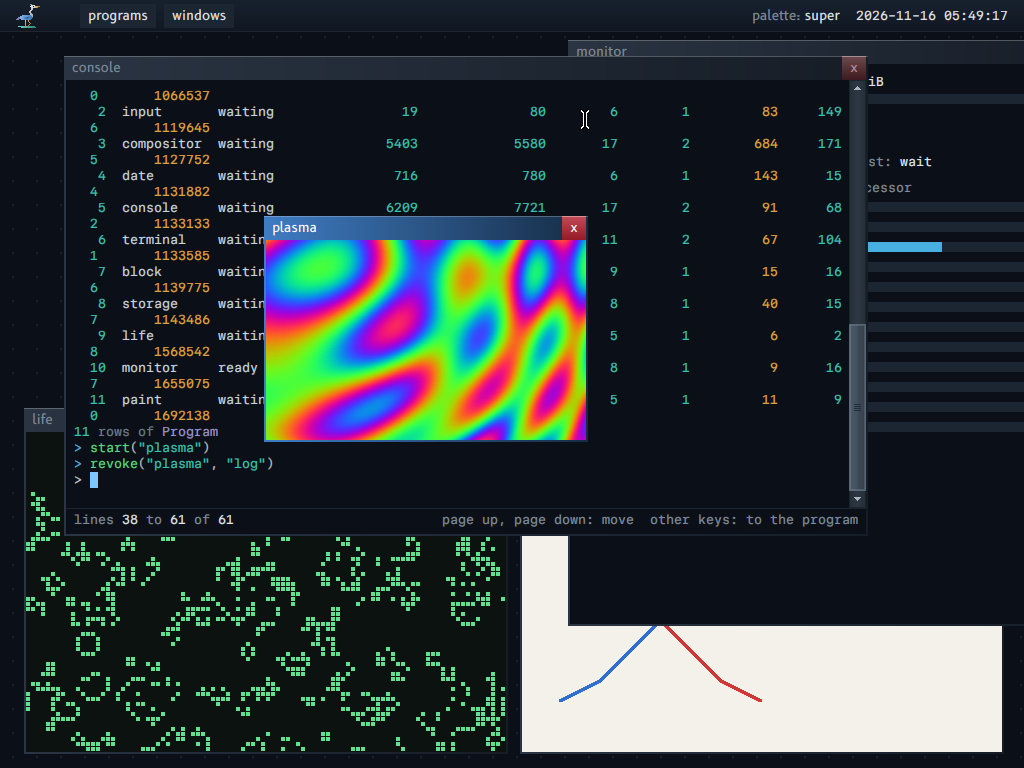 programs windows palette: super 2026-11-16 05:49:17
monitor
console x
iB
0 1066537
2 input waiting 19 80 6 1 83 149
6 1119645
3 compositor waiting 5403 5580 17 2 684 171
5 1127752
st: wait
4 date waiting 716 780 6 1 143 15
cessor
4 1131882
5 console waiting 6209 7721 17 2 91 68
2 1133133
plasma x
6 terminal waitin 11 2 67 104
1 1133585
7 block waitin 9 1 15 16
6 1139775
8 storage waitin 8 1 40 15
7 1143486
9 life waitin 5 1 6 2
8 1568542
10 monitor ready 8 1 9 16
7 1655075
11 paint waitin 5 1 11 9
0 1692138
life
11 rows of Program
> start("plasma")
> revoke("plasma", "log")
>
lines 38 to 61 of 61 page up, page down: move other keys: to the program